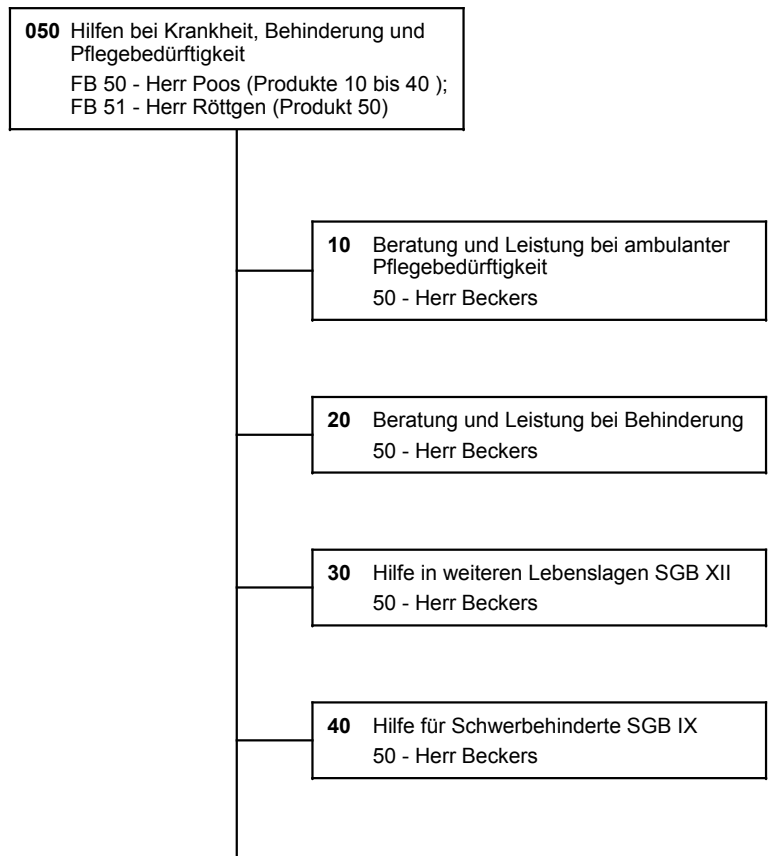 050 Hilfen bei Krankheit, Behinderung und
Pflegebedürftigkeit
FB 50 - Herr Poos (Produkte 10 bis 40 );
FB 51 - Herr Röttgen (Produkt 50)
10 Beratung und Leistung bei ambulanter
Pflegebedürftigkeit
50 - Herr Beckers
20 Beratung und Leistung bei Behinderung
50 - Herr Beckers
30 Hilfe in weiteren Lebenslagen SGB XII
50 - Herr Beckers
40 Hilfe für Schwerbehinderte SGB IX
50 - Herr Beckers